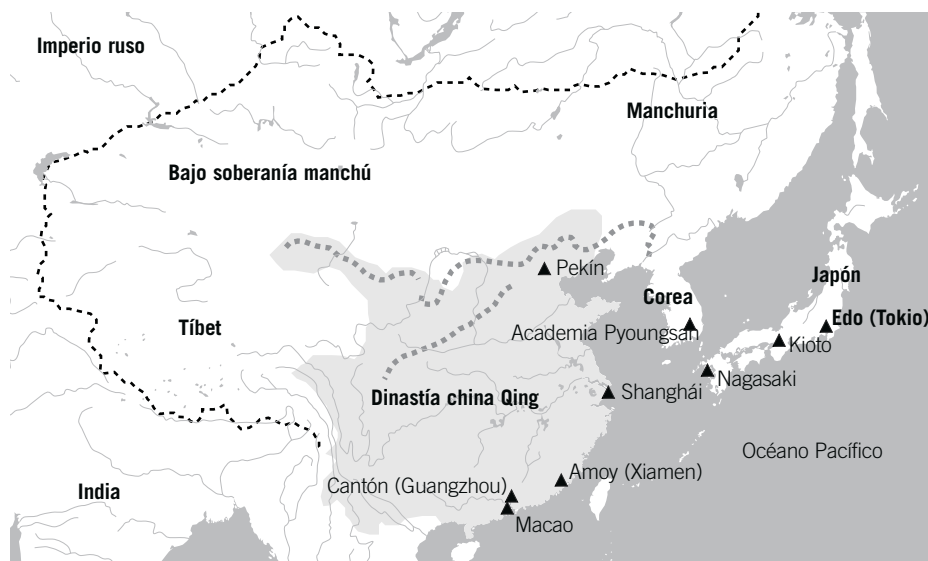 Imperio ruso
Manchuria
Bajo soberanía manchú
Pekín
Japón
Corea
Edo (Tokio)
Tíbet
Academia Pyoungsan
Kioto
Nagasaki
Dinastía china Qing
Shanghái
Océano Pacífico
Amoy (Xiamen)
India
Cantón (Guangzhou)
Macao